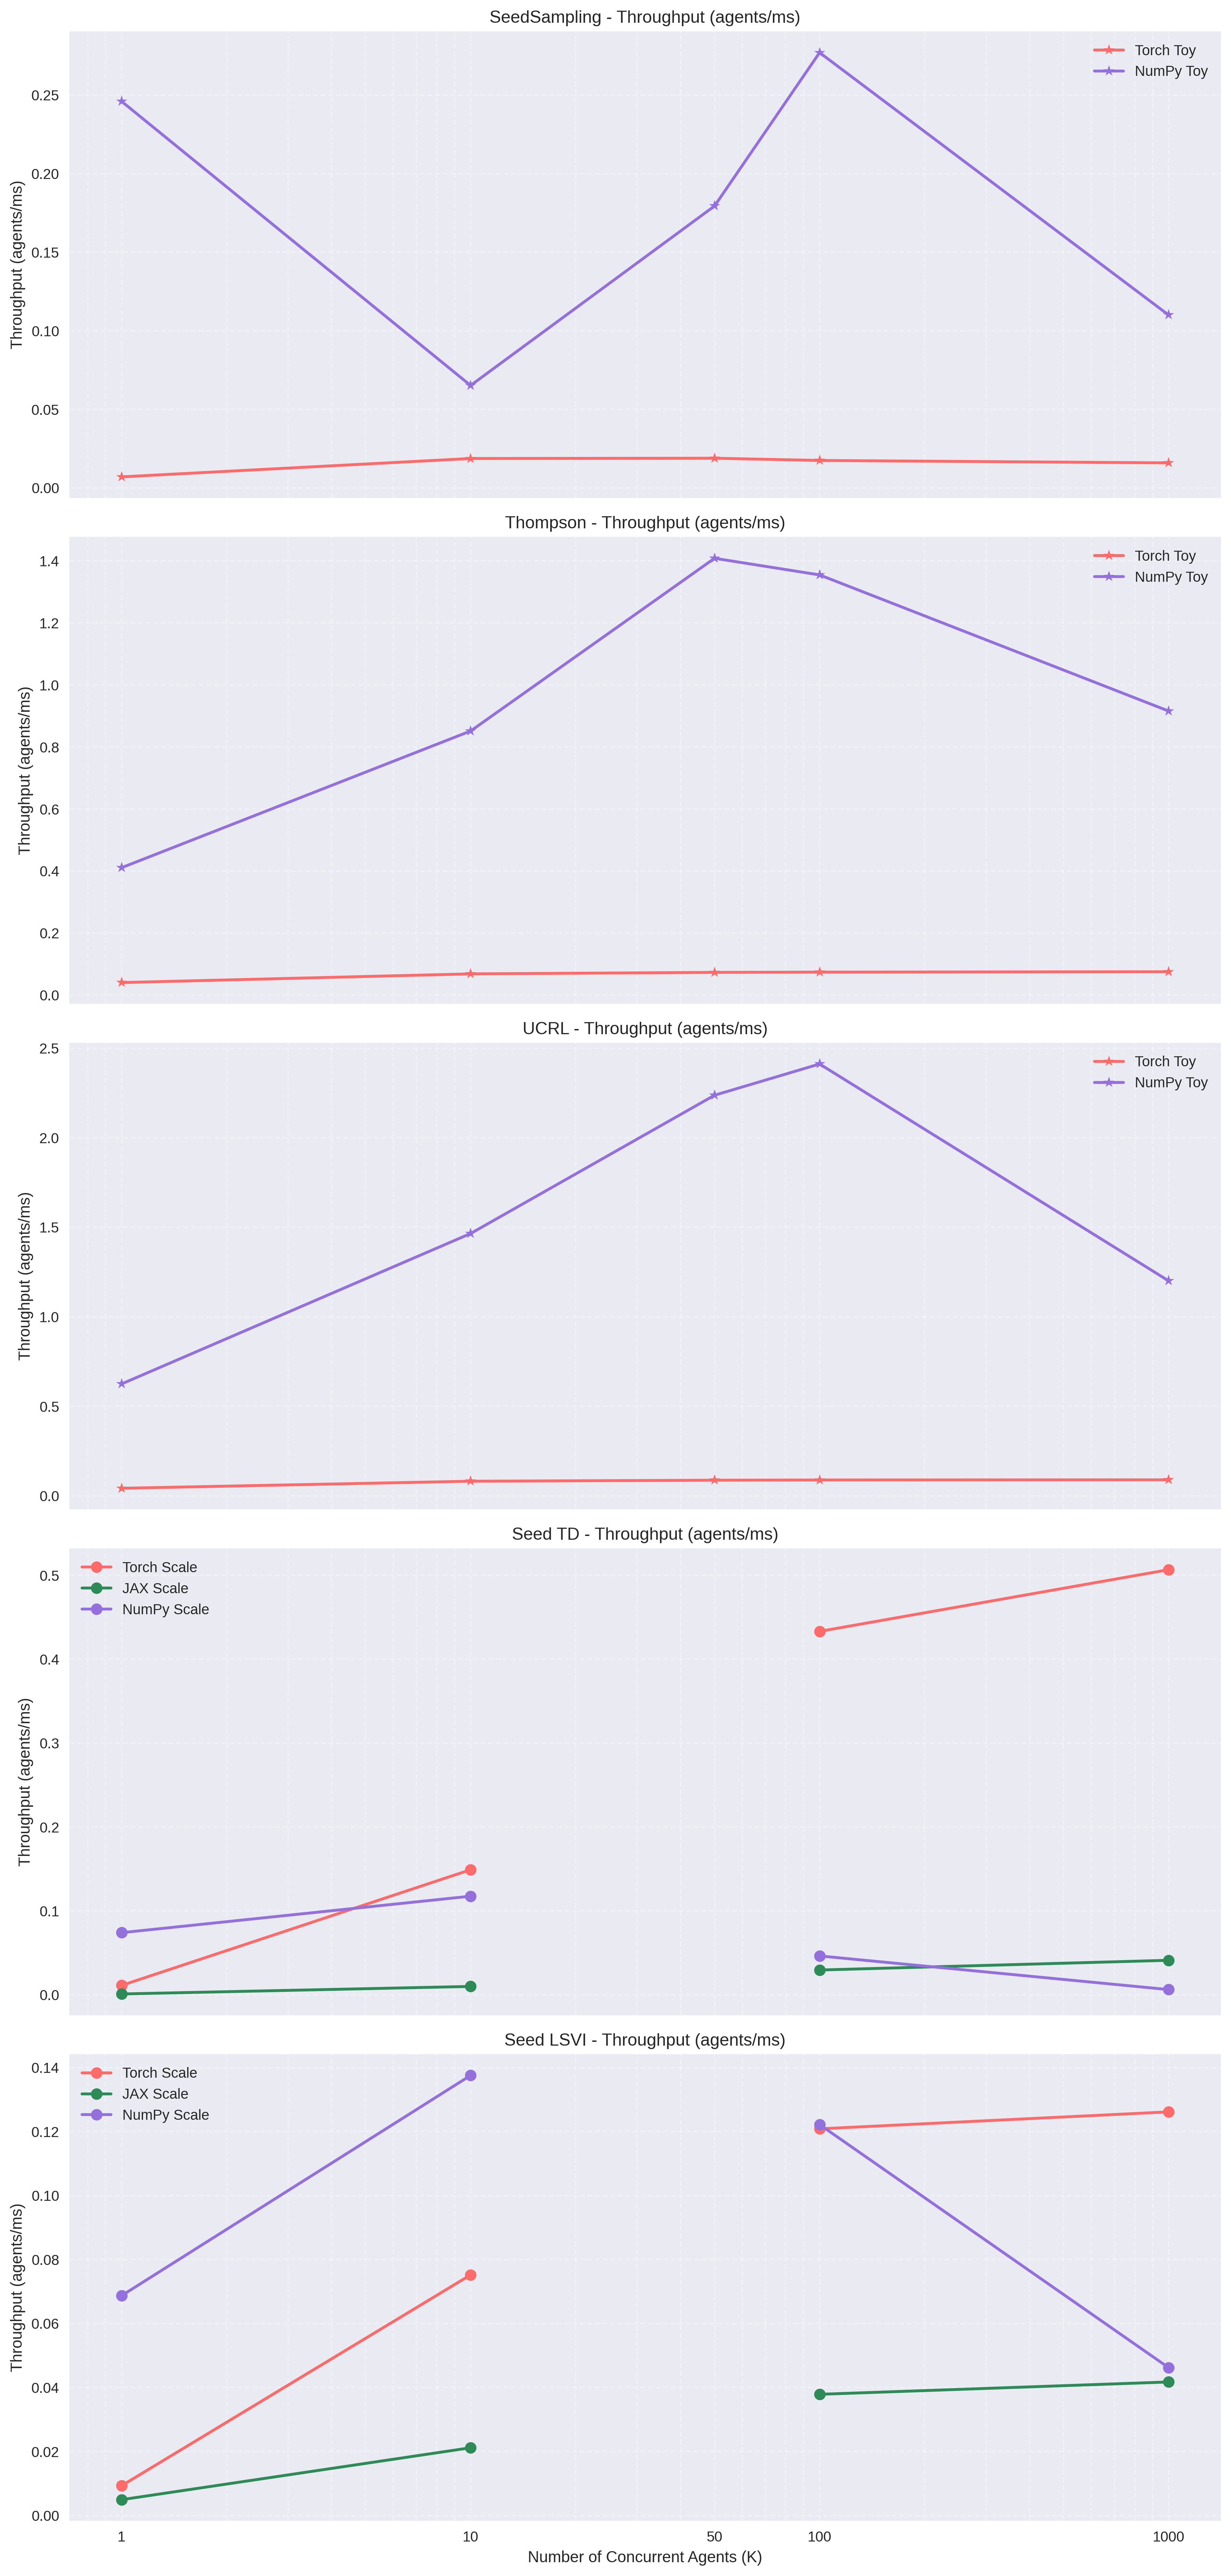 SeedSampling - Throughput (agents/ms)
Torch Toy
NumPy Toy
Throughput (agents/ms)
0.25
0.20
0.15
0.10
0.05
0.00
Thompson - Throughput (agents/ms)
Torch Toy
NumPy Toy
Throughput (agents/ms)
1.4
1.2
1.0
0.8
0.6
0.4
0.2
0.0
UCRL - Throughput (agents/ms)
Torch Toy
NumPy Toy
Throughput (agents/ms)
2.5
2.0
1.5
1.0
0.5
0.0
Seed TD - Throughput (agents/ms)
Torch Scale
JAX Scale
NumPy Scale
Throughput (agents/ms)
0.5
0.4
0.3
0.2
0.1
0.0
Seed LSVI - Throughput (agents/ms)
Torch Scale
JAX Scale
NumPy Scale
Throughput (agents/ms)
0.14
0.12
0.10
0.08
0.06
0.04
0.02
0.00
1 10 50 100 1000
Number of Concurrent Agents (K)